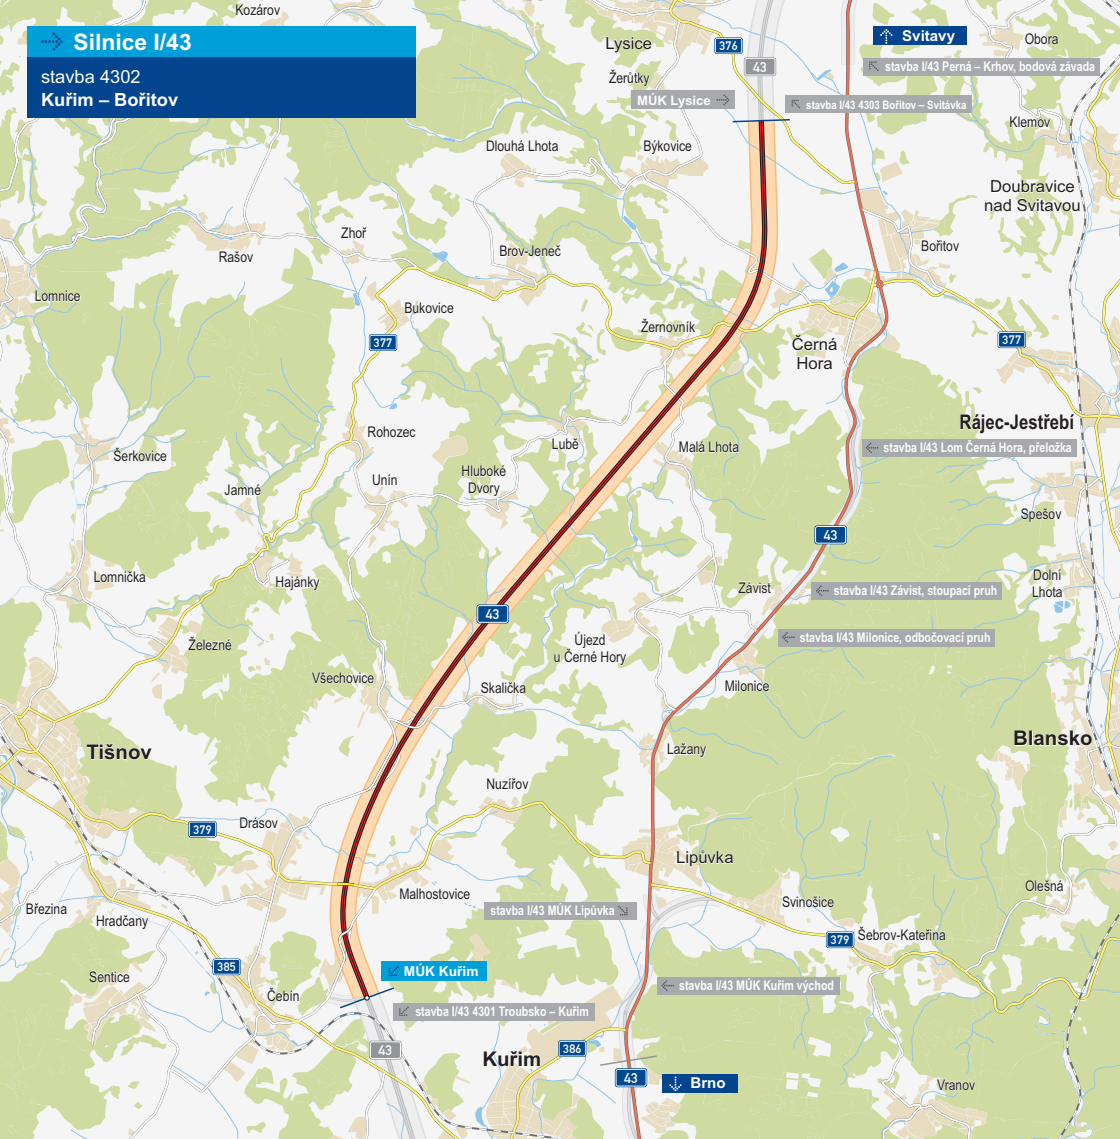 Kozárov
Silnice I/43
stavba 4302
Kuřim – Bořitov
Lysice
376
Svitavy
Obora
43
stavba I/43 Perná – Krhov, bodová závada
Žerůtky
MÚK Lysice
stavba I/43 4303 Bořitov – Svitávka
Klemov
Dlouhá Lhota
Býkovice
Doubravice
nad Svitavou
Zhoř
Rašov
Brov-Jeneč
Bořitov
Lomnice
Bukovice
Žernovník
377
Černá
Hora
377
Rájec-Jestřebí
Rohozec
Lubě
Malá Lhota
stavba I/43 Lom Černá Hora, přeložka
Šerkovice
Hluboké
Dvory
Unín
Jamné
Spešov
43
Lomnička
Hajánky
Závist
stavba I/43 Závist, stoupací pruh
Dolní
Lhota
43
Železné
Újezd
u Černé Hory
stavba I/43 Milonice, odbočovací pruh
Všechovice
Skalička
Milonice
Tišnov
Lažany
Blansko
Nuzířov
379
Drásov
Lipůvka
Malhostovice
Olešná
Březina
Hradčany
stavba I/43 MÚK Lipůvka
Svinošice
379
Šebrov-Kateřina
385
MÚK Kuřim
Sentice
Čebín
stavba I/43 MÚK Kuřim východ
stavba I/43 4301 Troubsko – Kuřim
43
Kuřim
386
43
Brno
Vranov